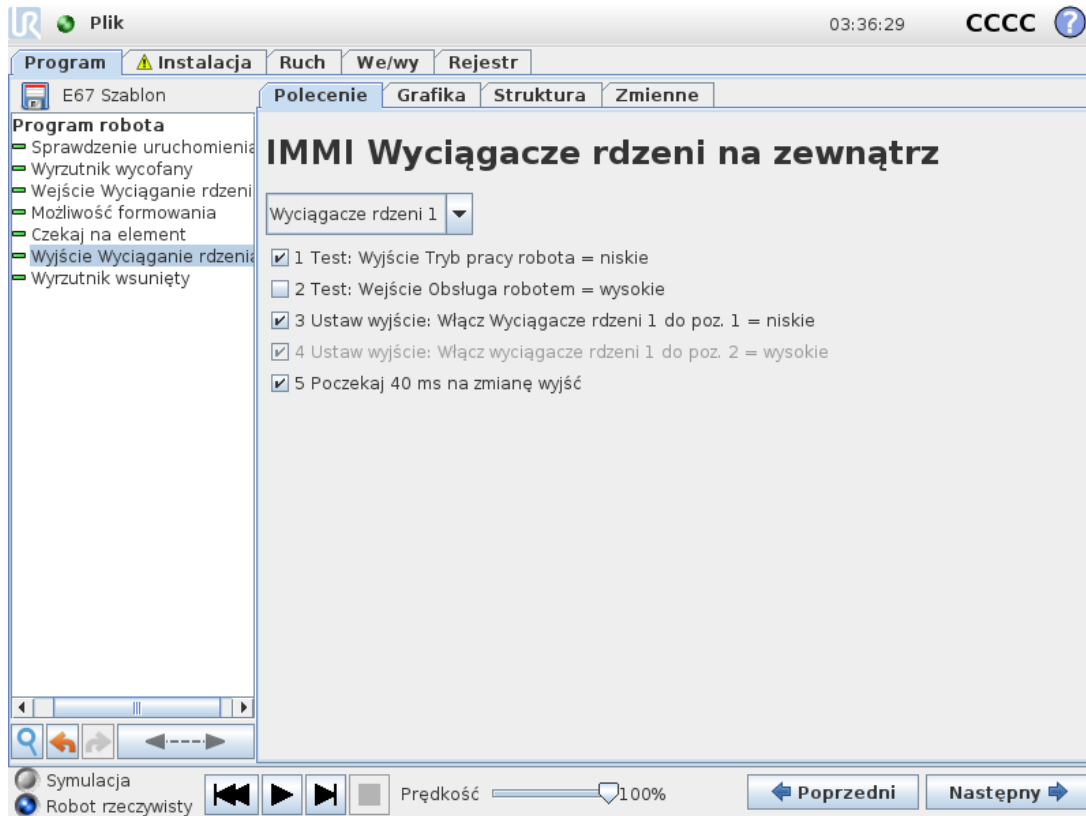 UR Plik 03:36:29 CCCC ?
Program Instalacja Ruch We/wy Rejestr
E67 Szablon
Polecenie Grafika Struktura Zmienne
Program robota
Sprawdzenie uruchomienia
Wyrzutnik wycofany
Wejście Wyciąganie rdzeni
Możliwość formowania
Czekaj na element
Wyjście Wyciąganie rdzenia
Wyrzutnik wsunięty
IMMI Wyciągacze rdzeni na zewnątrz
Wyciągacze rdzeni 1
1 Test: Wyjście Tryb pracy robota = niskie
2 Test: Wejście Obsługa robotem = wysokie
3 Ustaw wyjście: Włącz Wyciągacze rdzeni 1 do poz. 1 = niskie
4 Ustaw wyjście: Włącz wyciągacze rdzeni 1 do poz. 2 = wysokie
5 Poczekaj 40 ms na zmianę wyjść
Symulacja
Robot rzeczywisty
Prędkość 100%
Poprzedni Następny